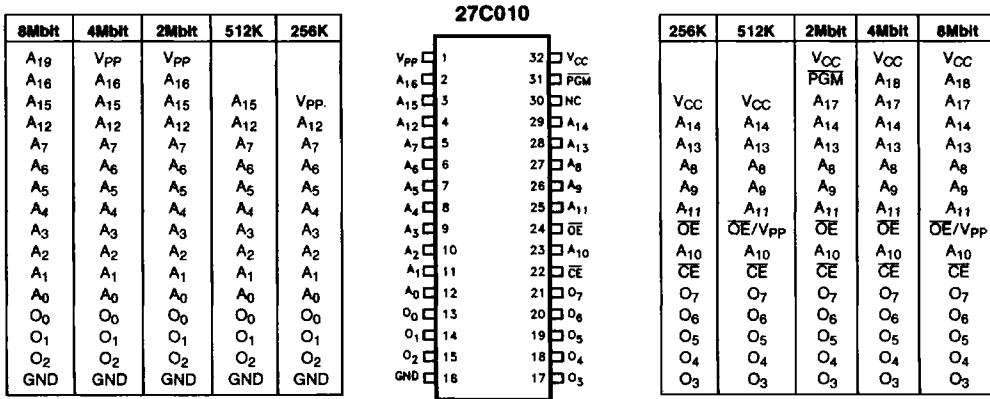 27C010
8Mbit 4Mbit 2Mbit 512K 256K
A19 VPP VPP
A16 A16 A16
A15 A15 A15 A15 VPP.
A12 A12 A12 A12 A12
A7 A7 A7 A7 A7
A6 A6 A6 A6 A6
A5 A5 A5 A5 A5
A4 A4 A4 A4 A4
A3 A3 A3 A3 A3
A2 A2 A2 A2 A2
A1 A1 A1 A1 A1
A0 A0 A0 A0 A0
O0 O0 O0 O0 O0
O1 O1 O1 O1 O1
O2 O2 O2 O2 O2
GND GND GND GND GND
VPP 1 32 VCC
A16 2 31 PGM
A15 3 30 NC
A12 4 29 A14
A7 5 28 A13
A6 6 27 A8
A5 7 26 A9
A4 8 25 A11
A3 9 24 OE
A2 10 23 A10
A1 11 22 CE
A0 12 21 O7
O0 13 20 O6
O1 14 19 O5
O2 15 18 O4
GND 16 17 O3
256K 512K 2Mbit 4Mbit 8Mbit
VCC VCC VCC
PGM A18 A18
VCC VCC A17 A17 A17
A14 A14 A14 A14 A14
A13 A13 A13 A13 A13
A8 A8 A8 A8 A8
A9 A9 A9 A9 A9
A11 A11 A11 A11 A11
OE OE/VPP OE OE OE/VPP
A10 A10 A10 A10 A10
CE CE CE CE CE
O7 O7 O7 O7 O7
O6 O6 O6 O6 O6
O5 O5 O5 O5 O5
O4 O4 O4 O4 O4
O3 O3 O3 O3 O3